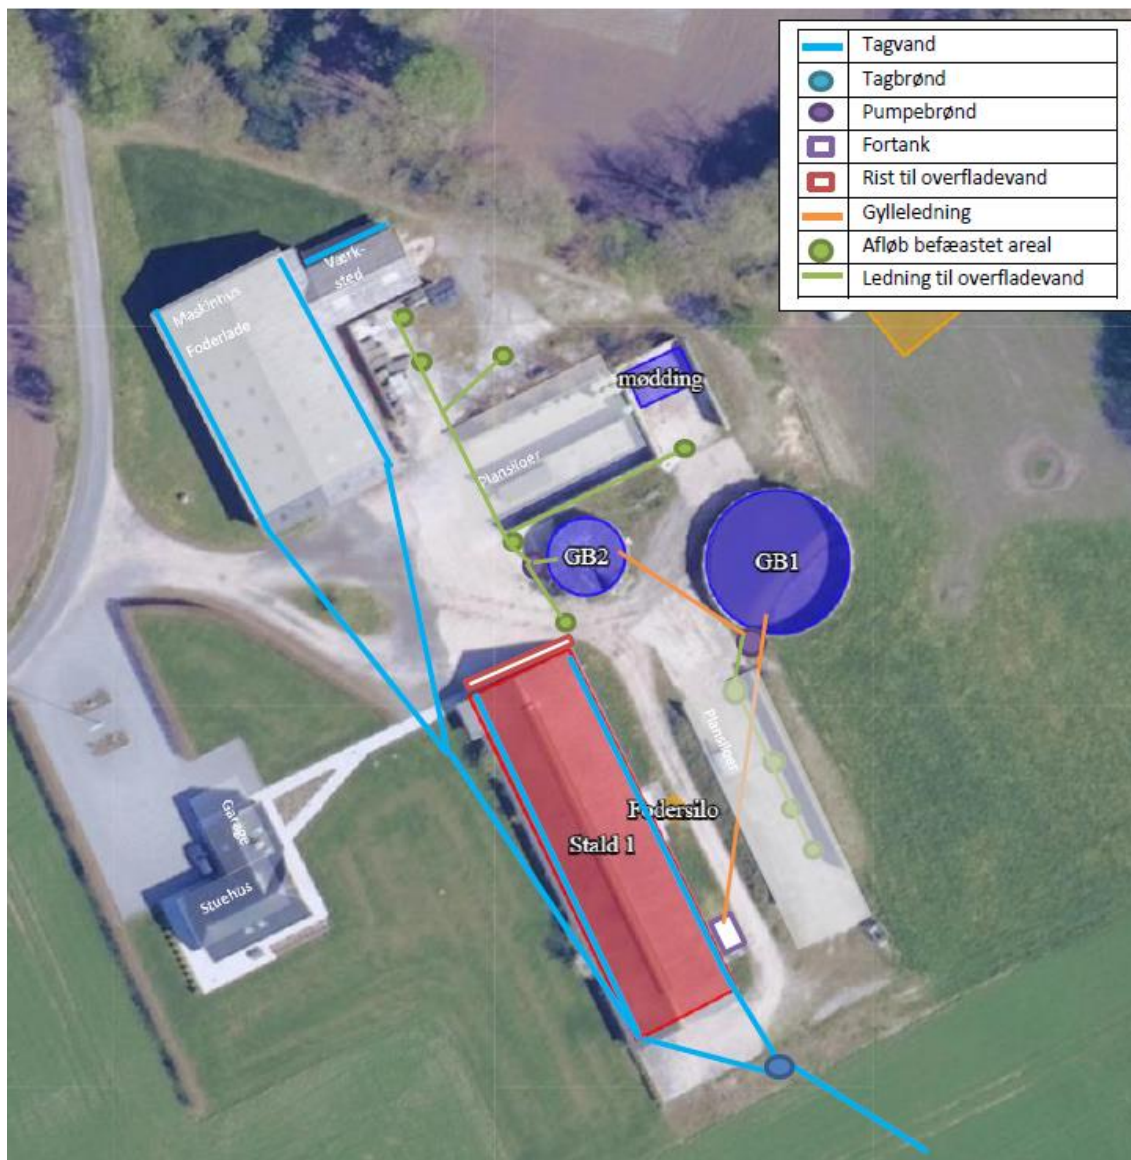 Tagvand
Tagbrønd
Pumpebrønd
Fortank
Rist til overfladevand
Gylleledning
Afløb befæastet areal
Ledning til overfladevand
Værk-
sted
Maskinhus
Foderlade
mødding
Plansiloer
GB2
GB1
Plansiloer
Fodersilo
Stald 1
Garage
Stuehus